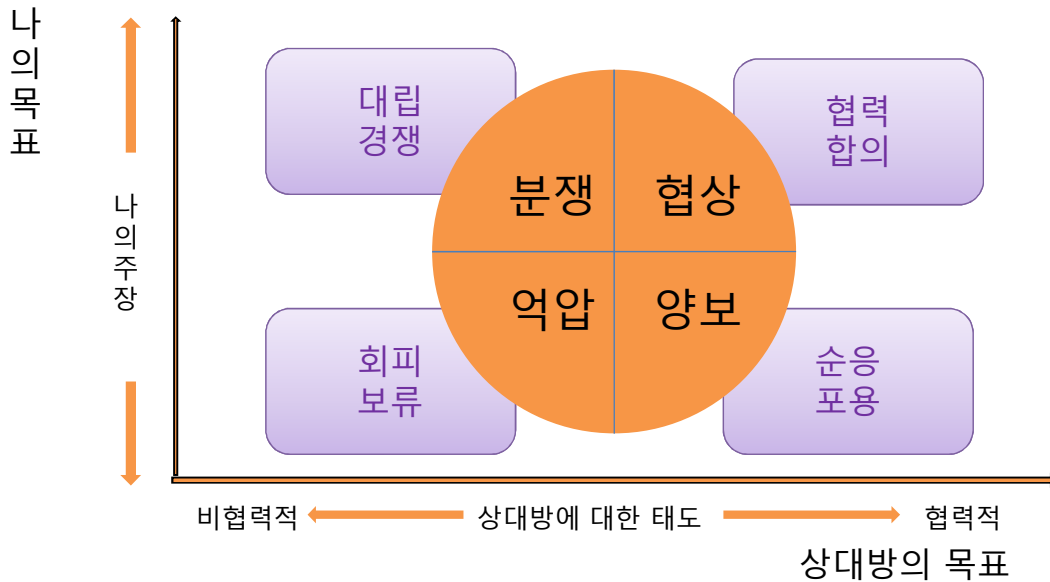 나의목표
나의주장
대립
경쟁
협력
합의
분쟁
협상
억압
양보
회피
보류
순응
포용
비협력적
상대방에 대한 태도
협력적
상대방의 목표